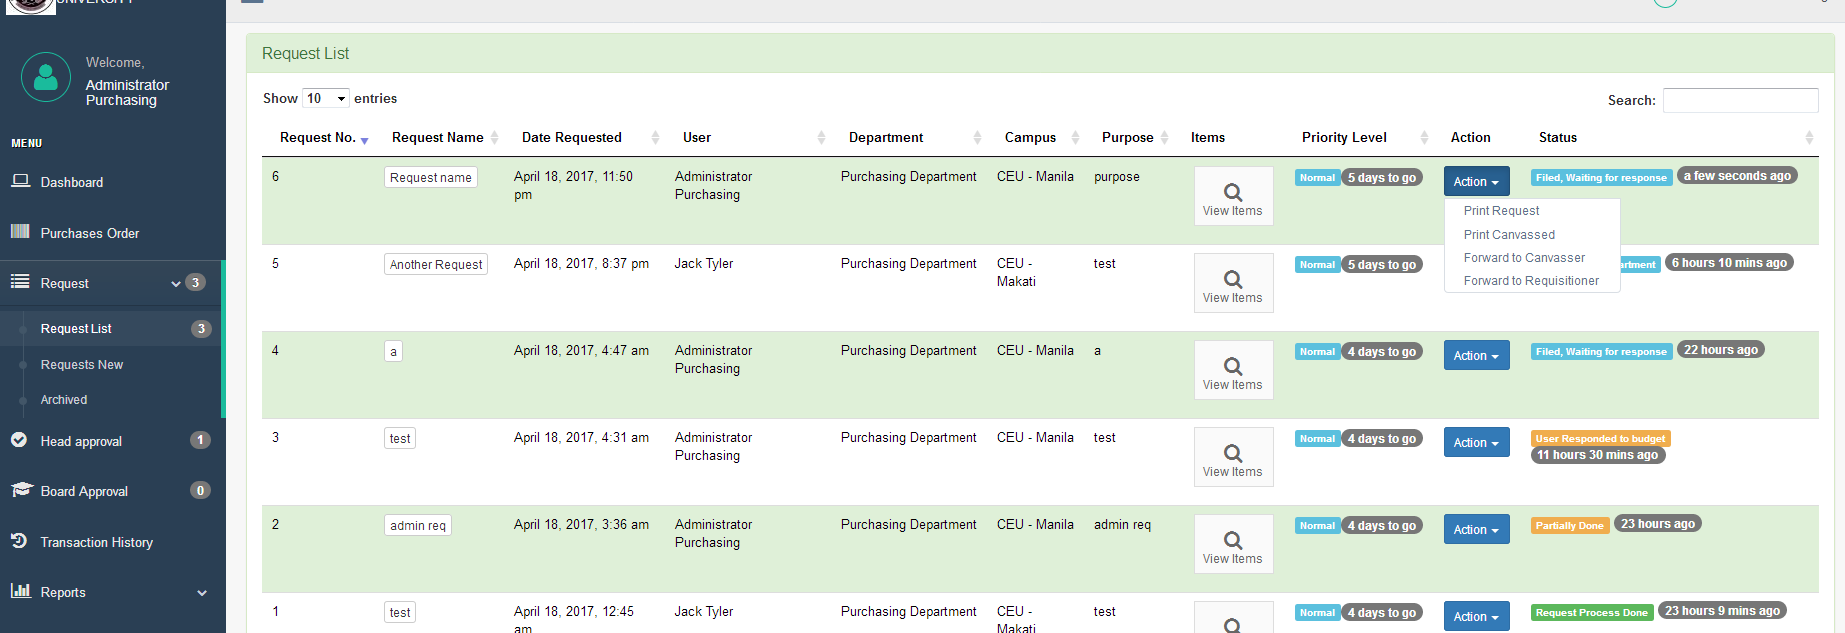 UNIVERSITY
Welcome,
Administrator
Purchasing
MENU
Dashboard
Purchases Order
Request 3
Request List 3
Requests New
Archived
Head approval 1
Board Approval 0
Transaction History
Reports
Request List
Show 10 entries
Search:
Request No. Request Name Date Requested User Department Campus Purpose Items Priority Level Action Status
6 Request name April 18, 2017, 11:50 pm Administrator Purchasing Purchasing Department CEU - Manila purpose View Items Normal 5 days to go Action Filed, Waiting for response a few seconds ago
Print Request
Print Canvassed
Forward to Canvasser
Forward to Requisitioner
5 Another Request April 18, 2017, 8:37 pm Jack Tyler Purchasing Department CEU - Makati test View Items Normal 5 days to go 6 hours 10 mins ago
4 a April 18, 2017, 4:47 am Administrator Purchasing Purchasing Department CEU - Manila a View Items Normal 4 days to go Action Filed, Waiting for response 22 hours ago
3 test April 18, 2017, 4:31 am Administrator Purchasing Purchasing Department CEU - Manila test View Items Normal 4 days to go Action User Responded to budget 11 hours 30 mins ago
2 admin req April 18, 2017, 3:36 am Administrator Purchasing Purchasing Department CEU - Manila admin req View Items Normal 4 days to go Action Partially Done 23 hours ago
1 test April 18, 2017, 12:45 am Jack Tyler Purchasing Department CEU - Makati test Normal 4 days to go Action Request Process Done 23 hours 9 mins ago